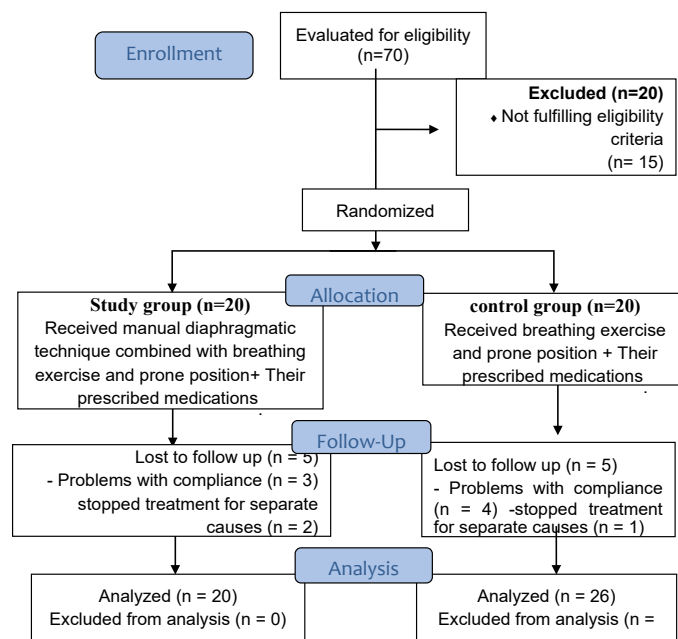 Enrollment
Evaluated for eligibility
(n=70)
Excluded (n=20)
♦ Not fulfilling eligibility
criteria
(n= 15)
Randomized
Allocation
Study group (n=20)
Received manual diaphragmatic
technique combined with breathing
exercise and prone position+ Their
prescribed medications
control group (n=20)
Received breathing exercise
and prone position + Their
prescribed medications
Follow-Up
Lost to follow up (n = 5)
- Problems with compliance (n = 3)
stopped treatment for separate
causes
(n = 2)
Lost to follow up (n = 5)
- Problems with compliance
(n = 4) -stopped treatment
for separate causes (n = 1)
Analysis
Analyzed (n = 20)
Excluded from analysis (n = 0)
Analyzed (n = 26)
Excluded from analysis (n =